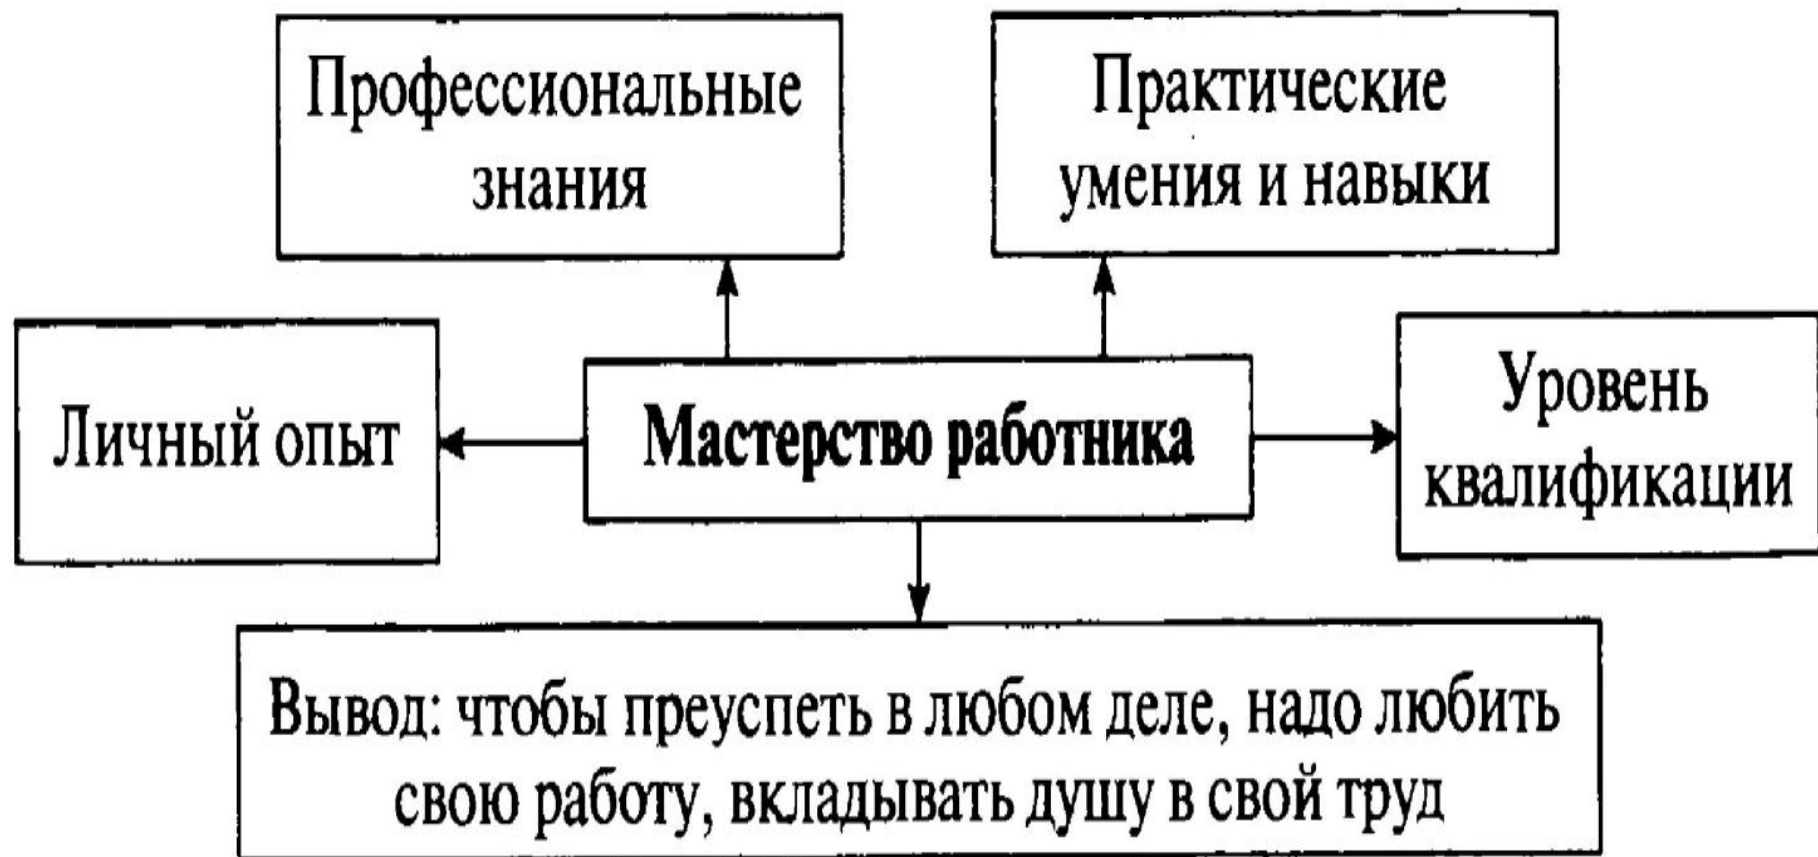 Профессиональные
знания
Практические
умения и навыки
Личный опыт
Мастерство работника
Уровень
квалификации
Вывод: чтобы преуспеть в любом деле, надо любить
свою работу, вкладывать душу в свой труд